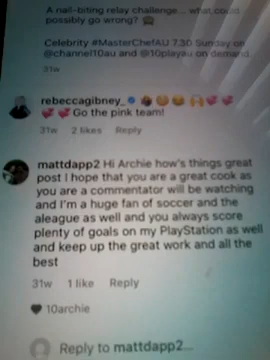 A nail-biting relay challenge... what could
possibly go wrong?
Celebrity #MasterChefAU 7.30 Sunday on
@channel10au and @10playau on demand
31w
rebeccagibney_
Go the pink team!
31w 2 likes Reply
mattdapp2 Hi Archie how's things great
post I hope that you are a great cook as
you are a commentator will be watching
and I'm a huge fan of soccer and the
aleague as well and you always score
plenty of goals on my PlayStation as well
and keep up the great work and all the
best
31w 1 like Reply
10archie
Reply to mattdapp2...